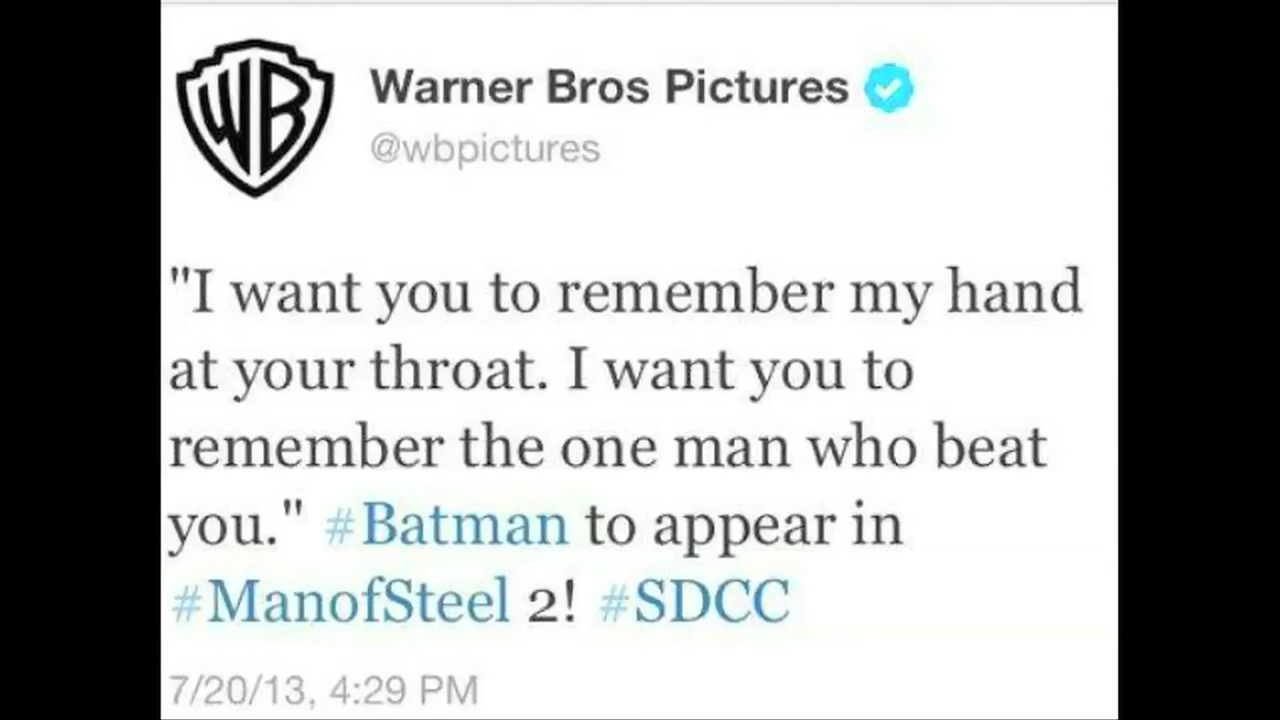 WB
Warner Bros Pictures
@wbpictures
"I want you to remember my hand
at your throat. I want you to
remember the one man who beat
you." #Batman to appear in
#ManofSteel 2! #SDCC
7/20/13, 4:29 PM